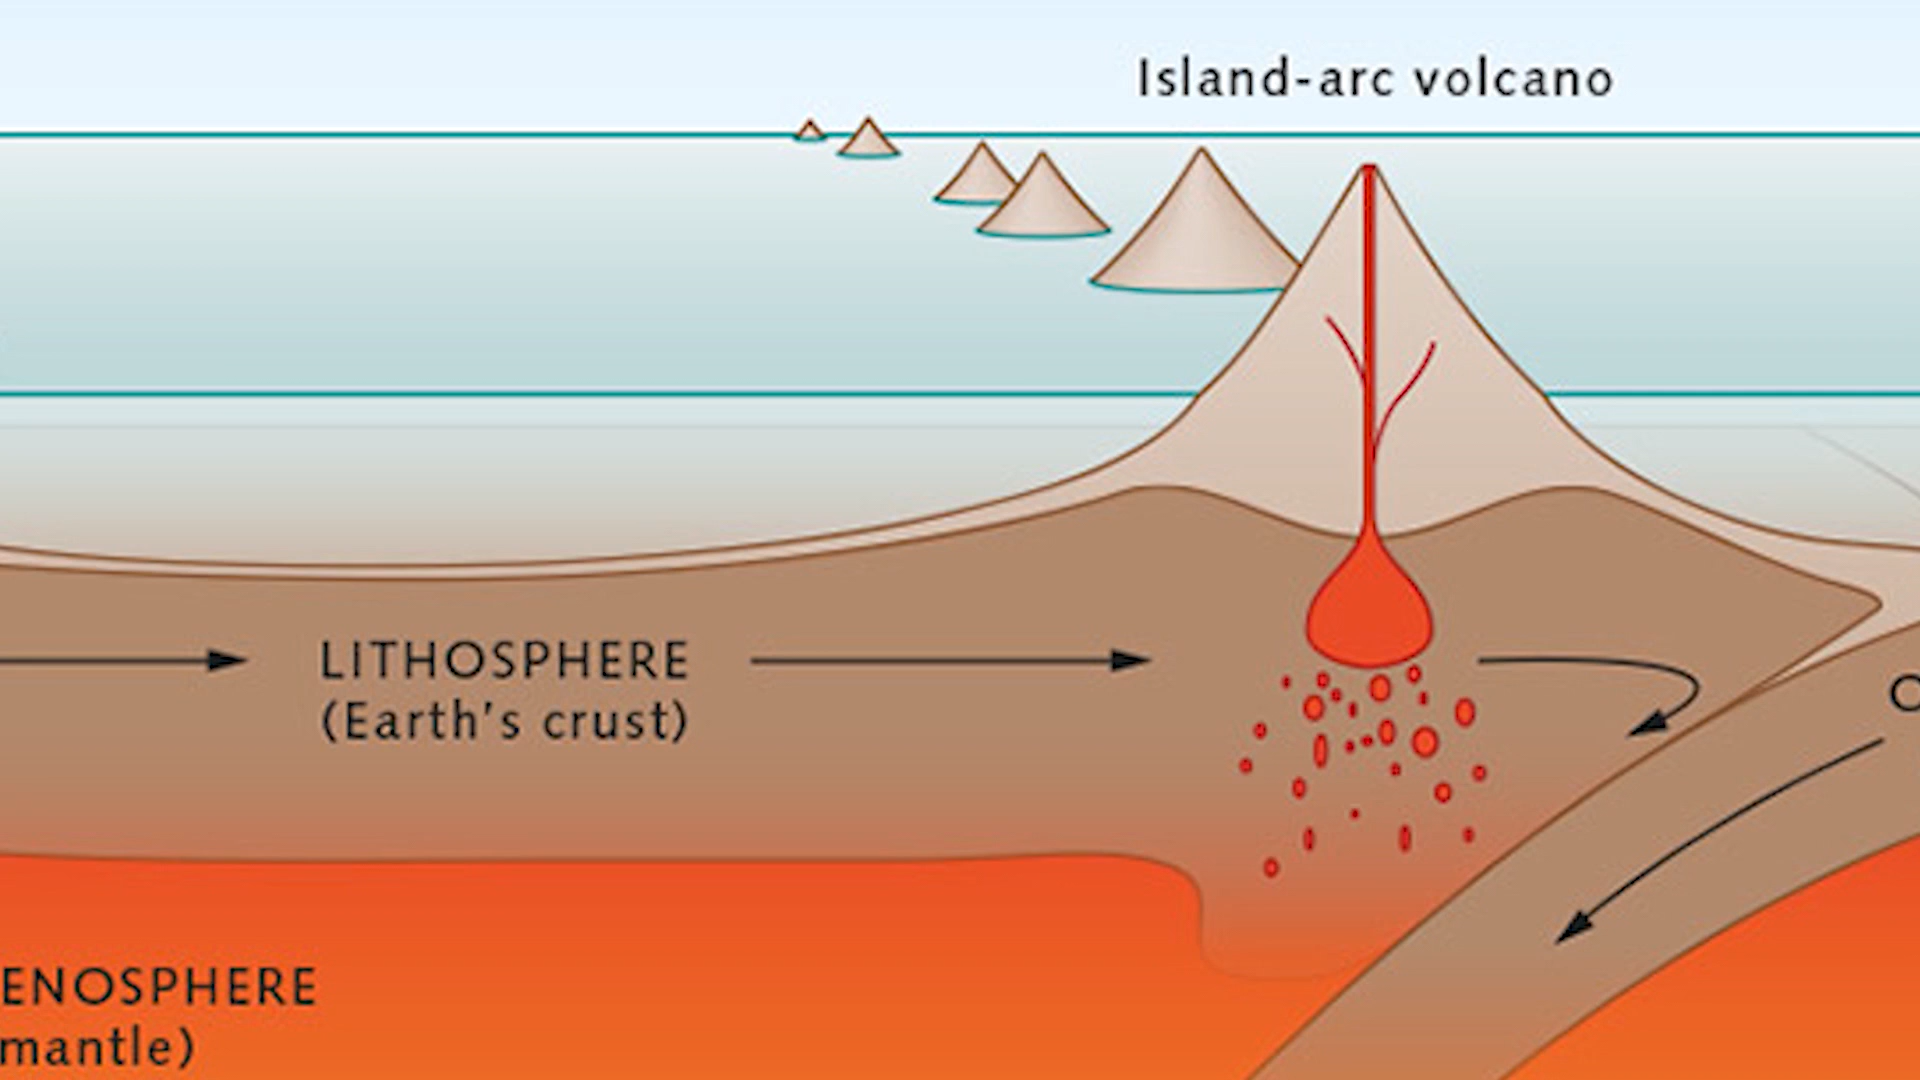 Island-arc volcano
LITHOSPHERE
(Earth's crust)
O
ENOSPHERE
mantle)